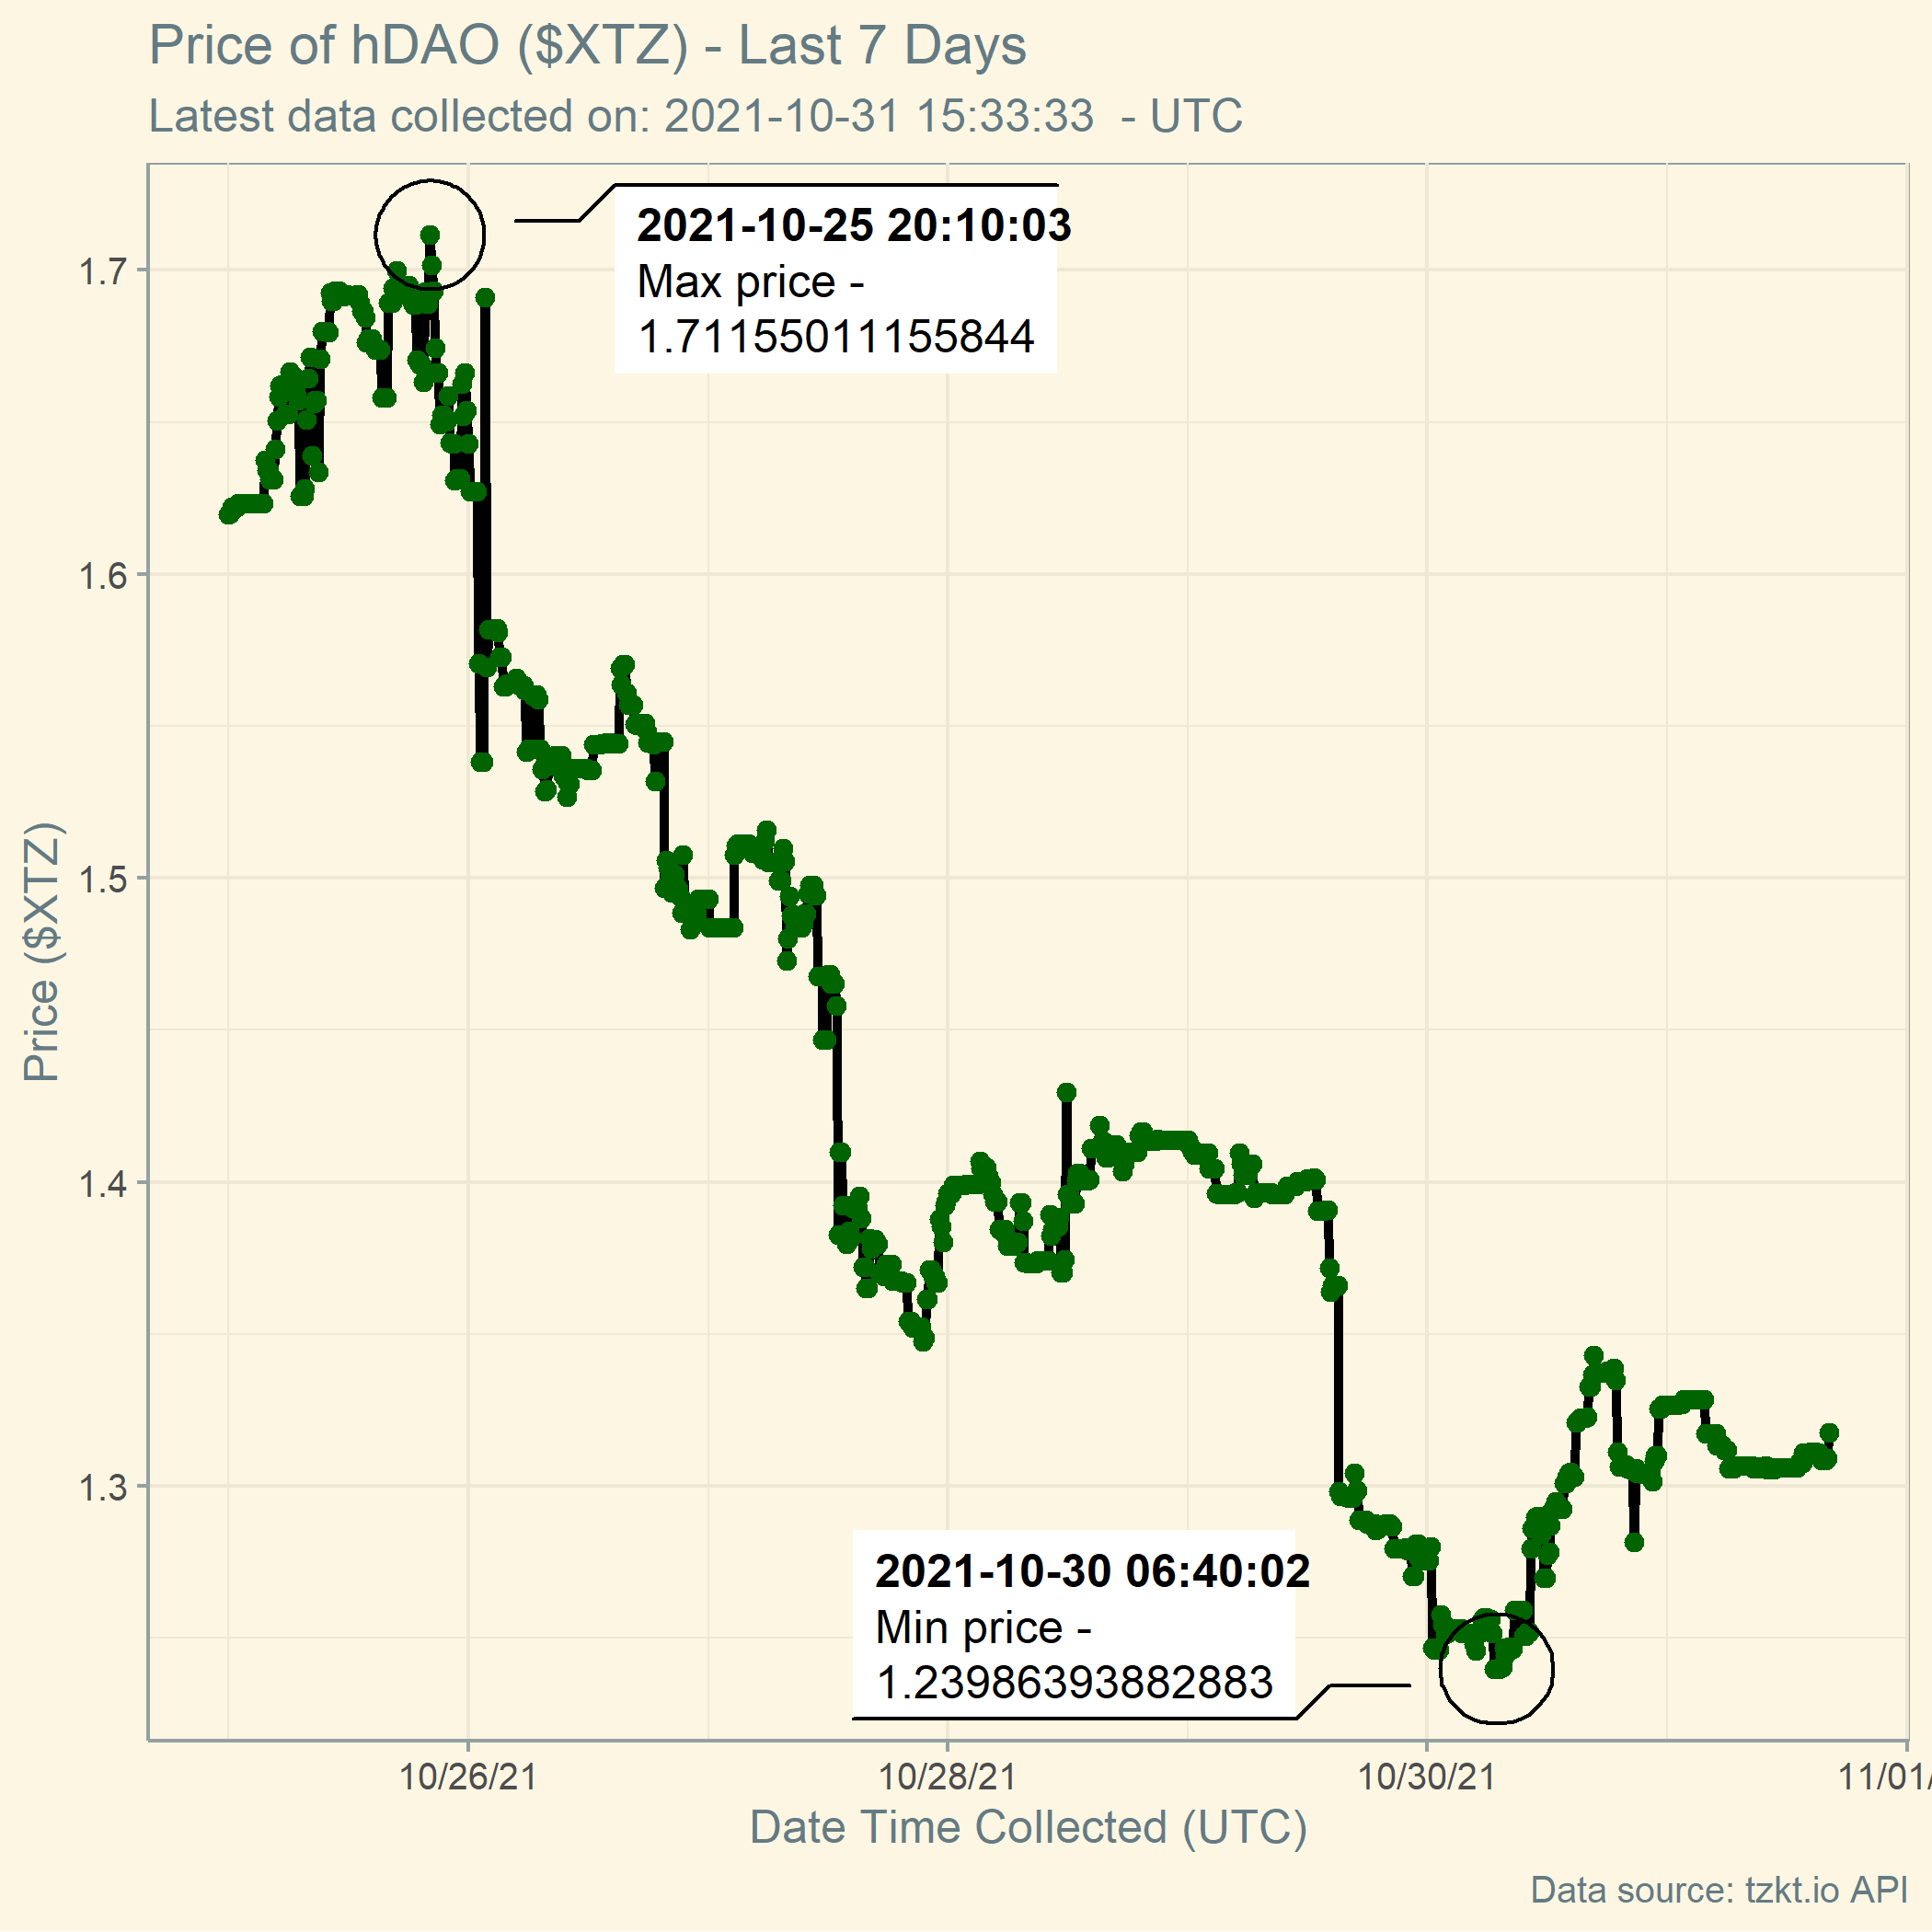 Price of hDAO ($XTZ) - Last 7 Days
Latest data collected on: 2021-10-31 15:33:33  - UTC
2021-10-25 20:10:03
Max price -
1.71155011155844
1.7
1.6
1.5
1.4
1.3
Price ($XTZ)
2021-10-30 06:40:02
Min price -
1.23986393882883
10/26/21
10/28/21
10/30/21
11/01/
Date Time Collected (UTC)
Data source: tzkt.io API